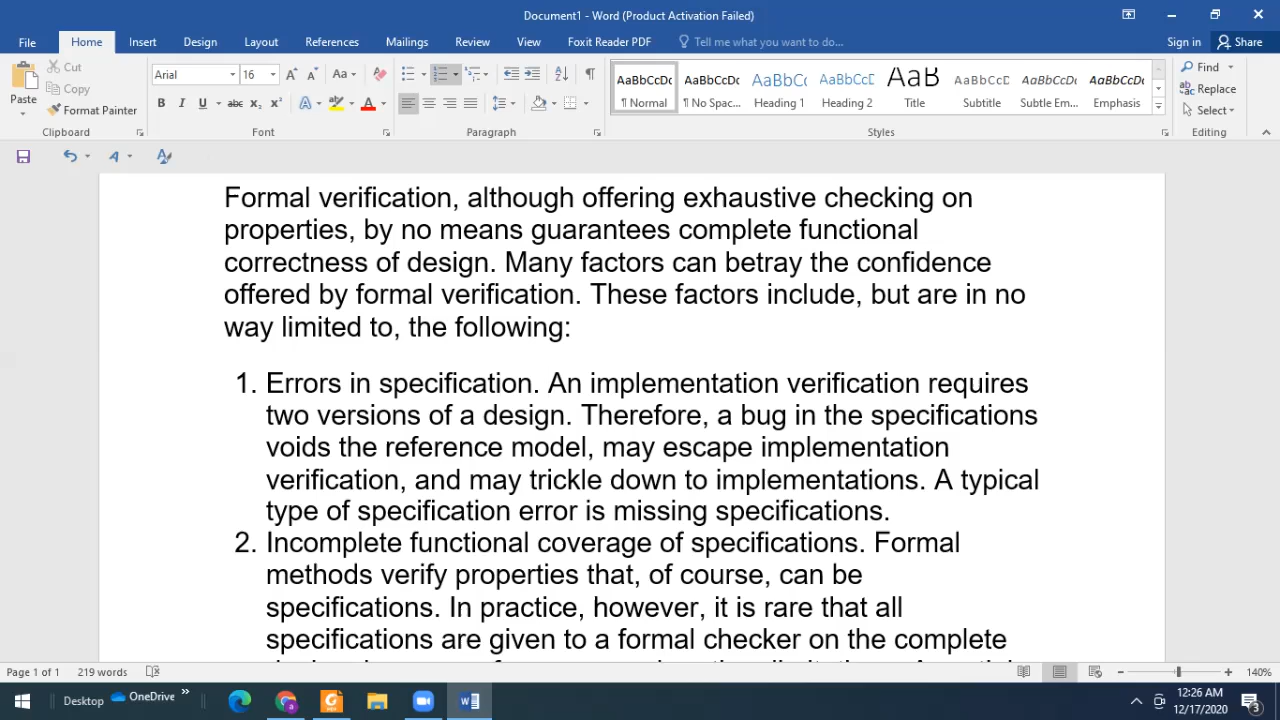 Document1 - Word (Product Activation Failed)
File Home Insert Design Layout References Mailings Review View Foxit Reader PDF Tell me what you want to do... Sign in Share
Paste Cut Copy Format Painter Clipboard
Arial 16 Aa Font
B I U abc X₂ X² A A
Paragraph
AaBbCcDc AaBbCcDc AaBbCc AaBbCcE AaB AaBbCcE AaBbCcDc AaBbCcDc
¶ Normal ¶ No Spac... Heading 1 Heading 2 Title Subtitle Subtle Em... Emphasis
Styles
Find Replace Select Editing
Formal verification, although offering exhaustive checking on
properties, by no means guarantees complete functional
correctness of design. Many factors can betray the confidence
offered by formal verification. These factors include, but are in no
way limited to, the following:
1. Errors in specification. An implementation verification requires
two versions of a design. Therefore, a bug in the specifications
voids the reference model, may escape implementation
verification, and may trickle down to implementations. A typical
type of specification error is missing specifications.
2. Incomplete functional coverage of specifications. Formal
methods verify properties that, of course, can be
specifications. In practice, however, it is rare that all
specifications are given to a formal checker on the complete
Page 1 of 1 219 words 140%
Desktop OneDrive » 12:26 AM
12/17/2020 3